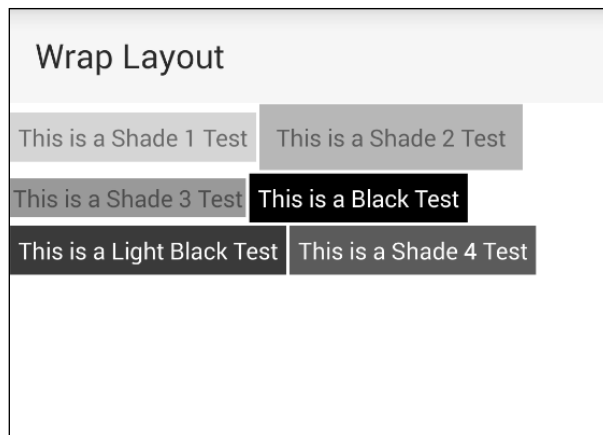 Wrap Layout
This is a Shade 1 Test This is a Shade 2 Test
This is a Shade 3 Test This is a Black Test
This is a Light Black Test This is a Shade 4 Test